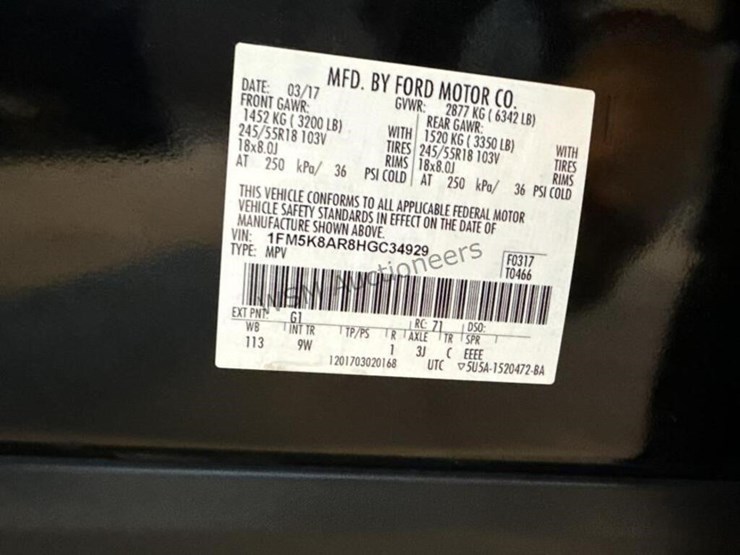 MFD. BY FORD MOTOR CO.
DATE: 03/17 GVWR: 2877 KG ( 6342 LB)
FRONT GAWR: REAR GAWR:
1452 KG ( 3200 LB) WITH 1520 KG ( 3350 LB) WITH
245/55R18 103V TIRES 245/55R18 103V TIRES
18x8.0J RIMS 18x8.0J RIMS
AT 250 kPa/ 36 PSI COLD AT 250 kPa/ 36 PSI COLD
THIS VEHICLE CONFORMS TO ALL APPLICABLE FEDERAL MOTOR
VEHICLE SAFETY STANDARDS IN EFFECT ON THE DATE OF
MANUFACTURE SHOWN ABOVE.
VIN: 1FM5K8AR8HGC34929 F0317
TYPE: MPV T0466
WSM Auctioneers
EXT PNT: G1 RC: 71 DSO:
WB INT TR TP/PS R AXLE TR SPR
113 9W 1 3J C EEEE
1201703020168 UTC ▽5U5A-1520472-BA